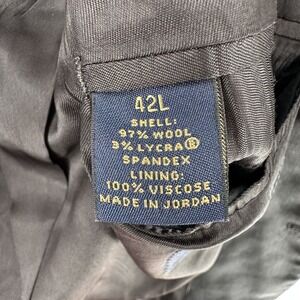 42L
SHELL:
97% WOOL
3% LYCRA®
SPANDEX
LINING:
100% VISCOSE
MADE IN JORDAN